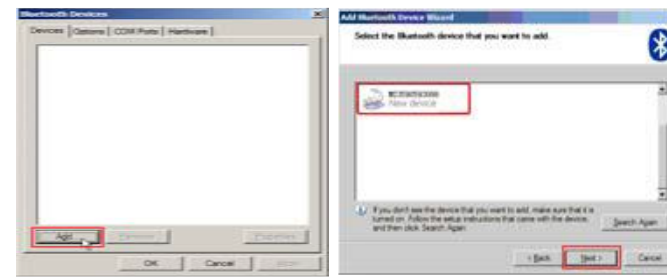 Bluetooth Devices
Devices Options COM Ports Hardware
Add
Remove
Properties
OK Cancel
Add Bluetooth Device Wizard
Select the Bluetooth device that you want to add.
New device
If you don't see the device that you want to add, make sure that it is
turned on. Follow the setup instructions that came with the device,
and then click Search Again.
Search Again
< Back Next > Cancel